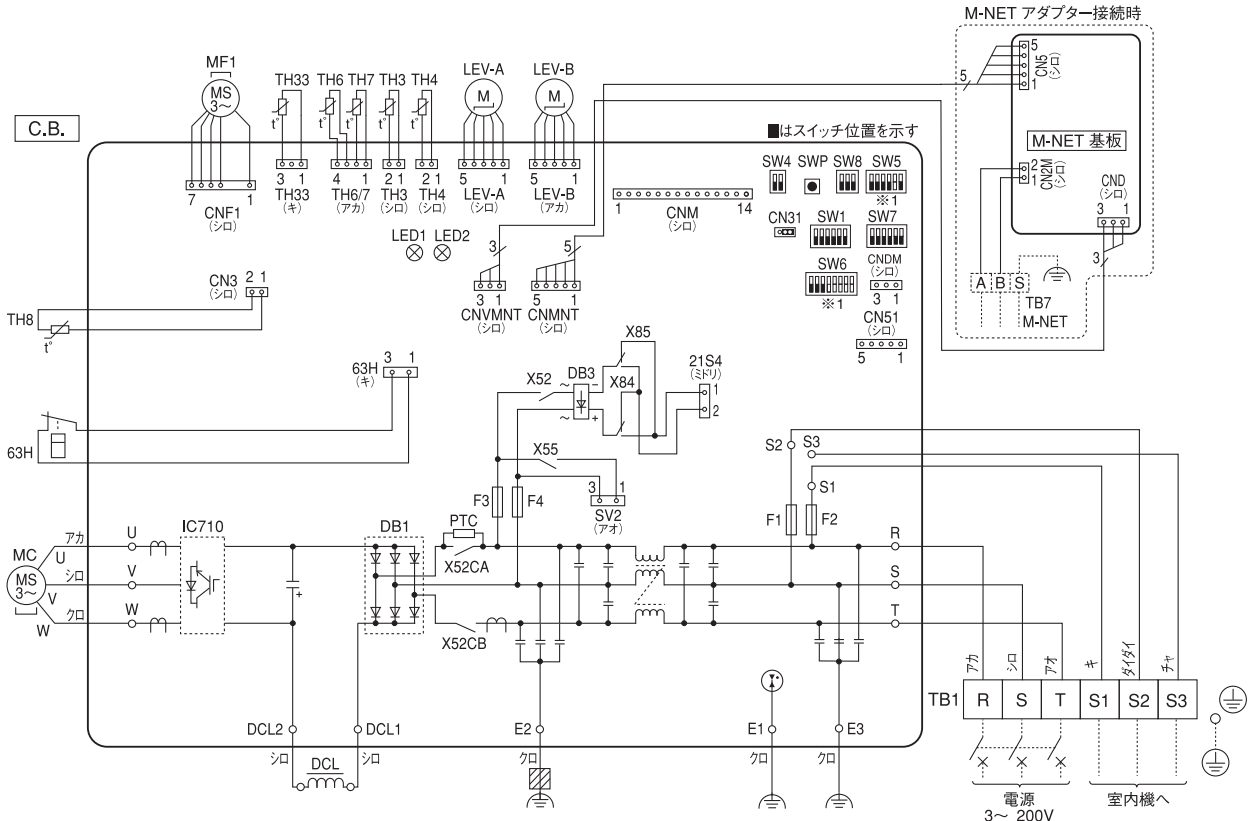 M-NET アダプター接続時
MF1
MS
3～
TH33
TH6
TH7
TH3
TH4
LEV-A
LEV-B
M
M
t°
t°
t°
t°
5
1
CN5
(シロ)
5
C.B.
■はスイッチ位置を示す
M-NET 基板
7
1
CNF1
(シロ)
3 1
TH33
(キ)
4 1
TH6/7
(アカ)
2 1
TH3
(シロ)
2 1
TH4
(シロ)
5 1
LEV-A
(シロ)
5 1
LEV-B
(アカ)
1
CNM
14
SW4
SWP
SW8
SW5
※1
2
1
CN2M
(シロ)
CND
(シロ)
3 1
3
LED1
LED2
CN31
SW1
SW7
SW6
※1
CNDM
(シロ)
3 1
CN51
(シロ)
5 1
A B S
TB7
M-NET
3
5
3 1
CNVMNT
(シロ)
5 1
CNMNT
(シロ)
CN3
(シロ)
2 1
TH8
t°
63H
(キ)
3 1
63H
X85
X52
DB3
X84
～
－
～
+
21S4
(ミドリ)
1
2
X55
3 1
SV2
(アオ)
F3
F4
S2
S3
S1
F1
F2
MC
MS
3～
アカ
U
シロ
V
クロ
W
U
V
W
IC710
+
DB1
PTC
X52CA
X52CB
R
S
T
DCL2
DCL1
シロ
DCL
シロ
E2
クロ
E1
クロ
E3
クロ
アカ
シロ
アオ
キ
ダイダイ
チャ
TB1
R S T S1 S2 S3
電源
3～ 200V
室内機へ